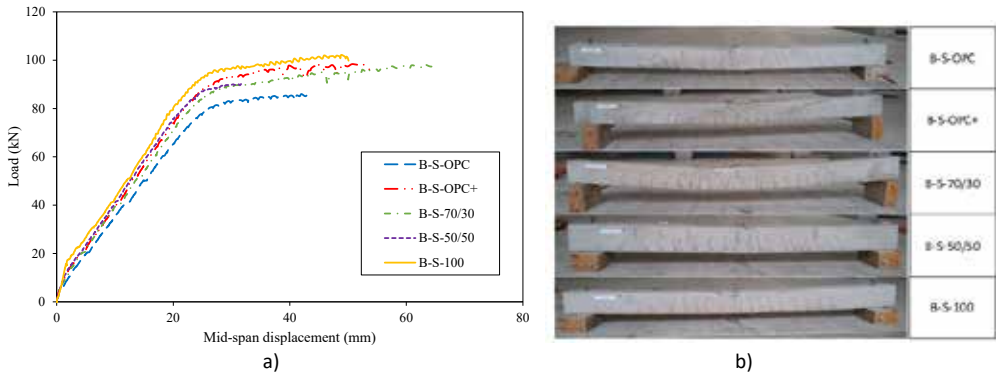 120
100
80
60
40
20
0
Load (kN)
B-S-OPC
B-S-OPC+
B-S-70/30
B-S-50/50
B-S-100
0
20
40
60
80
Mid-span displacement (mm)
a)
B-S-OPC
B-S-OPC+
B-S-70/30
B-S-50/50
B-S-100
b)